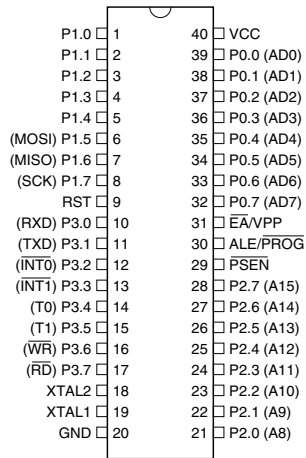 P1.0 1 40 VCC
P1.1 2 39 P0.0 (AD0)
P1.2 3 38 P0.1 (AD1)
P1.3 4 37 P0.2 (AD2)
P1.4 5 36 P0.3 (AD3)
(MOSI) P1.5 6 35 P0.4 (AD4)
(MISO) P1.6 7 34 P0.5 (AD5)
(SCK) P1.7 8 33 P0.6 (AD6)
RST 9 32 P0.7 (AD7)
(RXD) P3.0 10 31 E̅A̅/VPP
(TXD) P3.1 11 30 ALE/P̅R̅O̅G̅
(I̅N̅T̅0̅) P3.2 12 29 P̅S̅E̅N̅
(I̅N̅T̅1̅) P3.3 13 28 P2.7 (A15)
(T0) P3.4 14 27 P2.6 (A14)
(T1) P3.5 15 26 P2.5 (A13)
(W̅R̅) P3.6 16 25 P2.4 (A12)
(R̅D̅) P3.7 17 24 P2.3 (A11)
XTAL2 18 23 P2.2 (A10)
XTAL1 19 22 P2.1 (A9)
GND 20 21 P2.0 (A8)